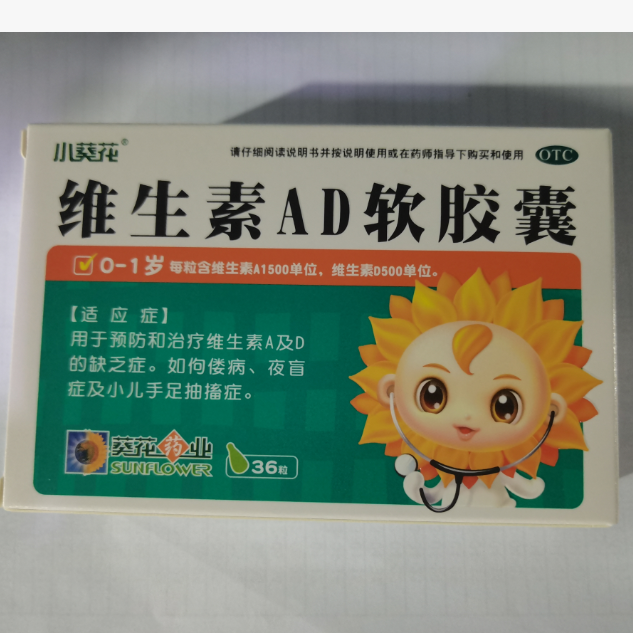 小葵花®
请仔细阅读说明书并按说明使用或在药师指导下购买和使用
OTC
维生素AD软胶囊
0-1岁 每粒含维生素A1500单位，维生素D500单位。
【适 应 症】
用于预防和治疗维生素A及D
的缺乏症。如佝偻病、夜盲
症及小儿手足抽搐症。
葵花药业
SUNFLOWER
36粒